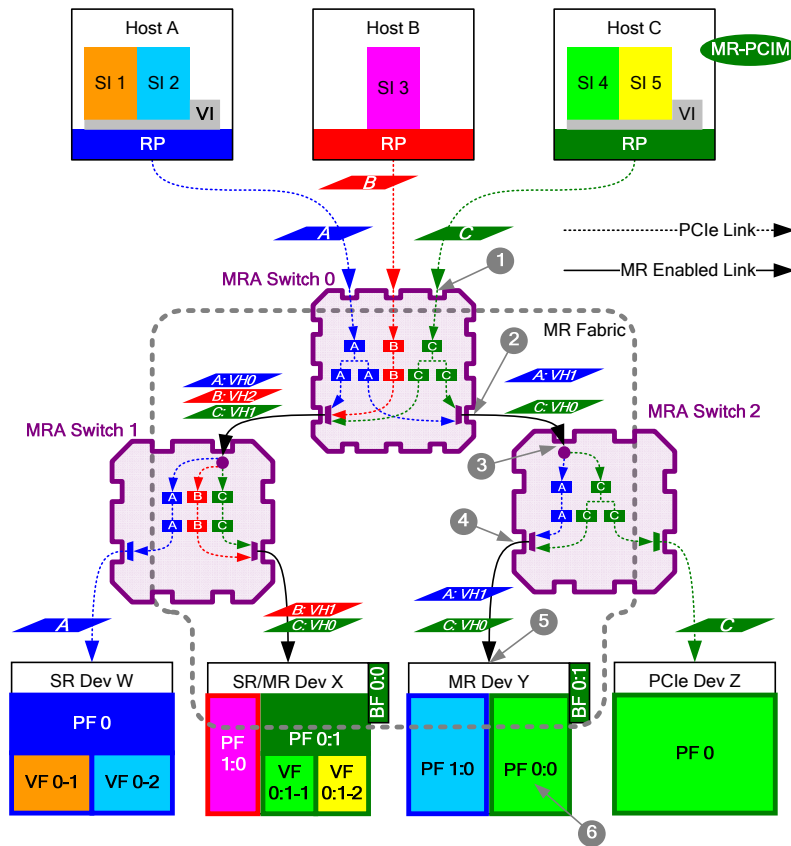 Host A
Host B
Host C
MR-PCIM
SI 1
SI 2
SI 3
SI 4
SI 5
VI
VI
RP
RP
RP
B
A
C
PCIe Link
MR Enabled Link
1
MRA Switch 0
MR Fabric
A
B
C
2
A
A
B
C
C
A: VH0
B: VH2
C: VH1
A: VH1
C: VH0
MRA Switch 1
MRA Switch 2
3
A
B
C
A
B
C
A
C
A
C
C
4
A
B: VH1
C: VH0
A: VH1
C: VH0
5
C
SR Dev W
SR/MR Dev X
BF 0:0
MR Dev Y
BF 0:1
PCIe Dev Z
PF 0
VF 0-1
VF 0-2
PF
1:0
PF 0:1
VF
0:1-1
VF
0:1-2
PF 1:0
PF 0:0
PF 0
6